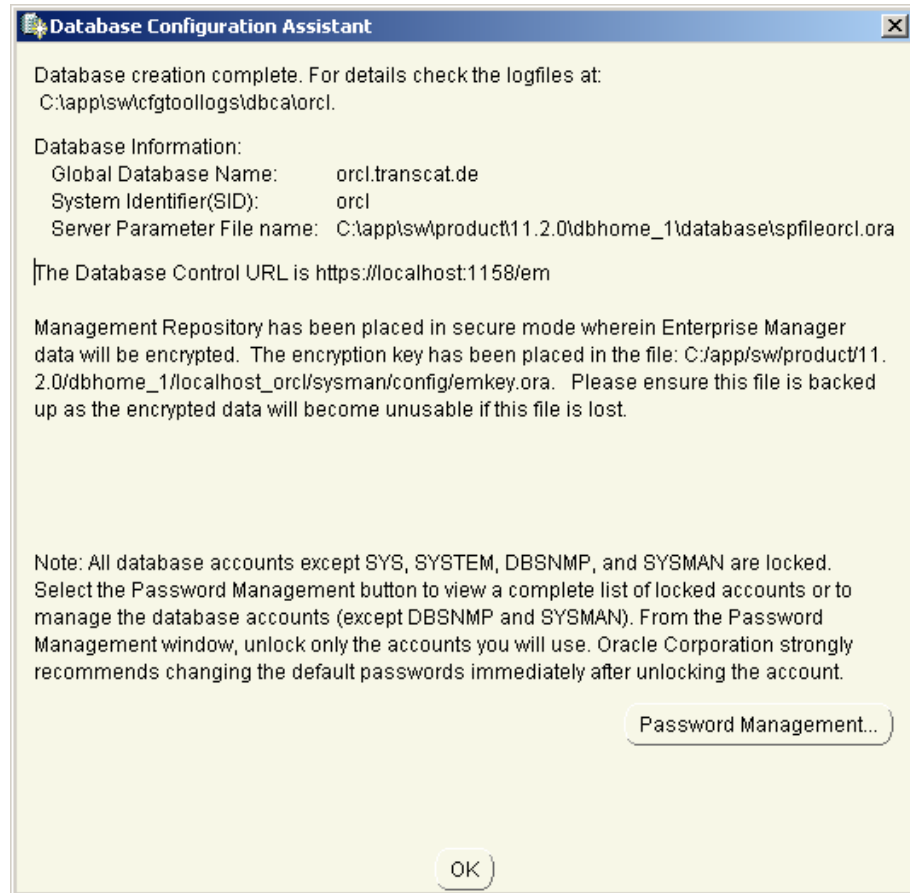 Database Configuration Assistant
Database creation complete. For details check the logfiles at:
C:\app\sw\cfgtoollogs\dbca\orcl.
Database Information:
Global Database Name: orcl.transcat.de
System Identifier(SID): orcl
Server Parameter File name: C:\app\sw\product\11.2.0\dbhome_1\database\spfileorcl.ora
The Database Control URL is https://localhost:1158/em
Management Repository has been placed in secure mode wherein Enterprise Manager
data will be encrypted. The encryption key has been placed in the file: C:/app/sw/product/11.
2.0/dbhome_1/localhost_orcl/sysman/config/emkey.ora. Please ensure this file is backed
up as the encrypted data will become unusable if this file is lost.
Note: All database accounts except SYS, SYSTEM, DBSNMP, and SYSMAN are locked.
Select the Password Management button to view a complete list of locked accounts or to
manage the database accounts (except DBSNMP and SYSMAN). From the Password
Management window, unlock only the accounts you will use. Oracle Corporation strongly
recommends changing the default passwords immediately after unlocking the account.
Password Management...
OK